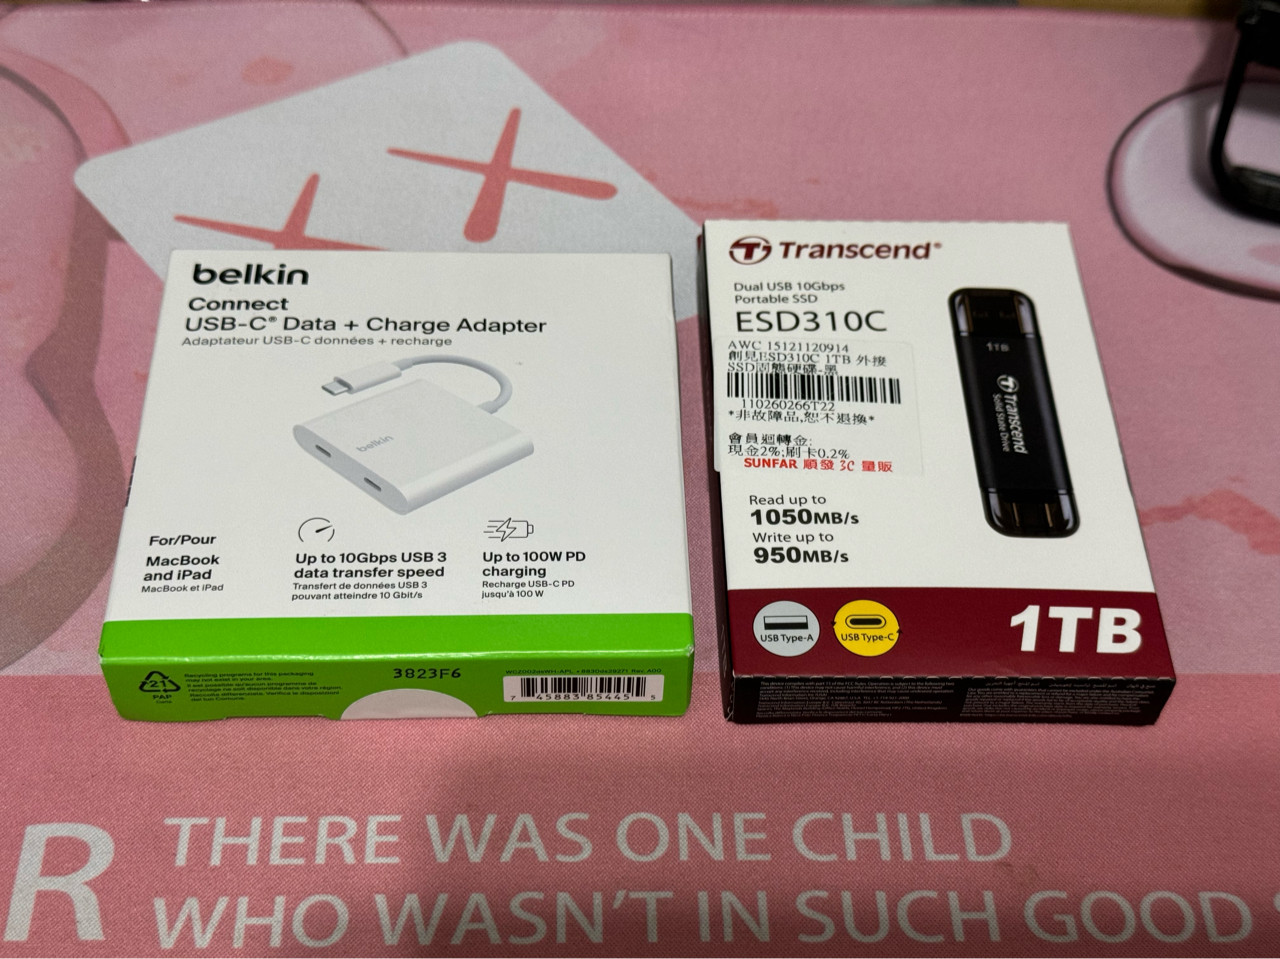 belkin
Connect
USB-C® Data + Charge Adapter
Adaptateur USB-C données + recharge
belkin
For/Pour
MacBook
and iPad
MacBook et iPad
Up to 10Gbps USB 3
data transfer speed
Transfert de données USB 3
pouvant atteindre 10 Gbit/s
Up to 100W PD
charging
Recharge USB-C PD
jusqu'à 100 W
21
PAP
3823F6
7 45883 85445 5
Transcend®
Dual USB 10Gbps
Portable SSD
ESD310C
AWC 15121120914
創見ESD310C 1TB 外接
SSD固態硬碟-黑
110260266T22
*非故障品,恕不退換*
會員迴轉金:
現金2%;刷卡0.2%
SUNFAR 順發 3C 量販
1TB
Transcend
Solid State Drive
Read up to
1050MB/s
Write up to
950MB/s
USB Type-A
USB Type-C
1TB
R
THERE WAS ONE CHILD
WHO WASN'T IN SUCH GOOD